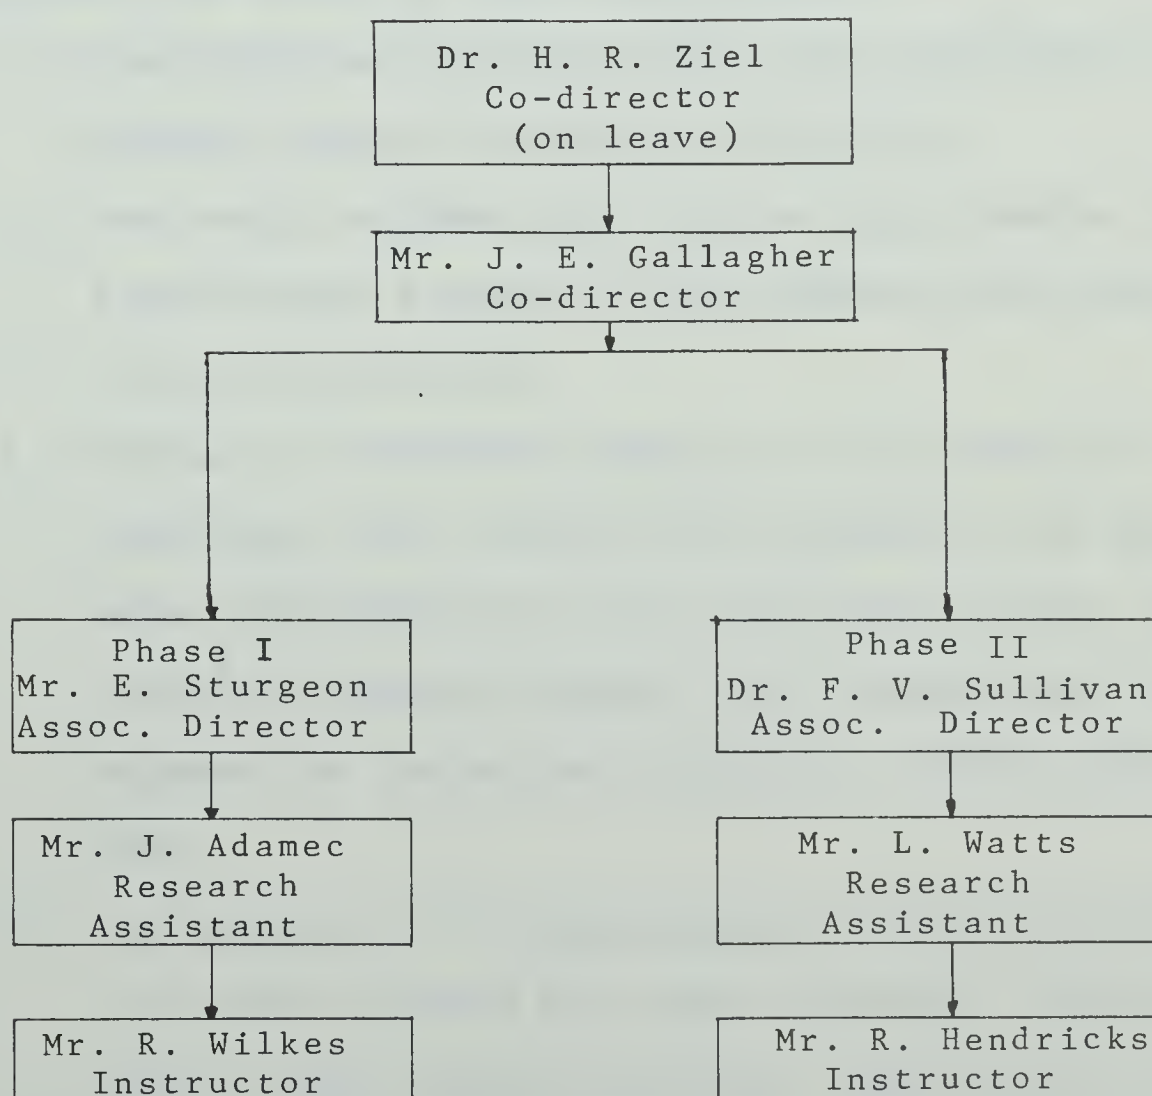 Dr. H. R. Ziel
Co-director
(on leave)
Mr. J. E. Gallagher
Co-director
Phase I
Mr. E. Sturgeon
Assoc. Director
Phase II
Dr. F. V. Sullivan
Assoc. Director
Mr. J. Adamec
Research
Assistant
Mr. L. Watts
Research
Assistant
Mr. R. Wilkes
Instructor
Mr. R. Hendricks
Instructor